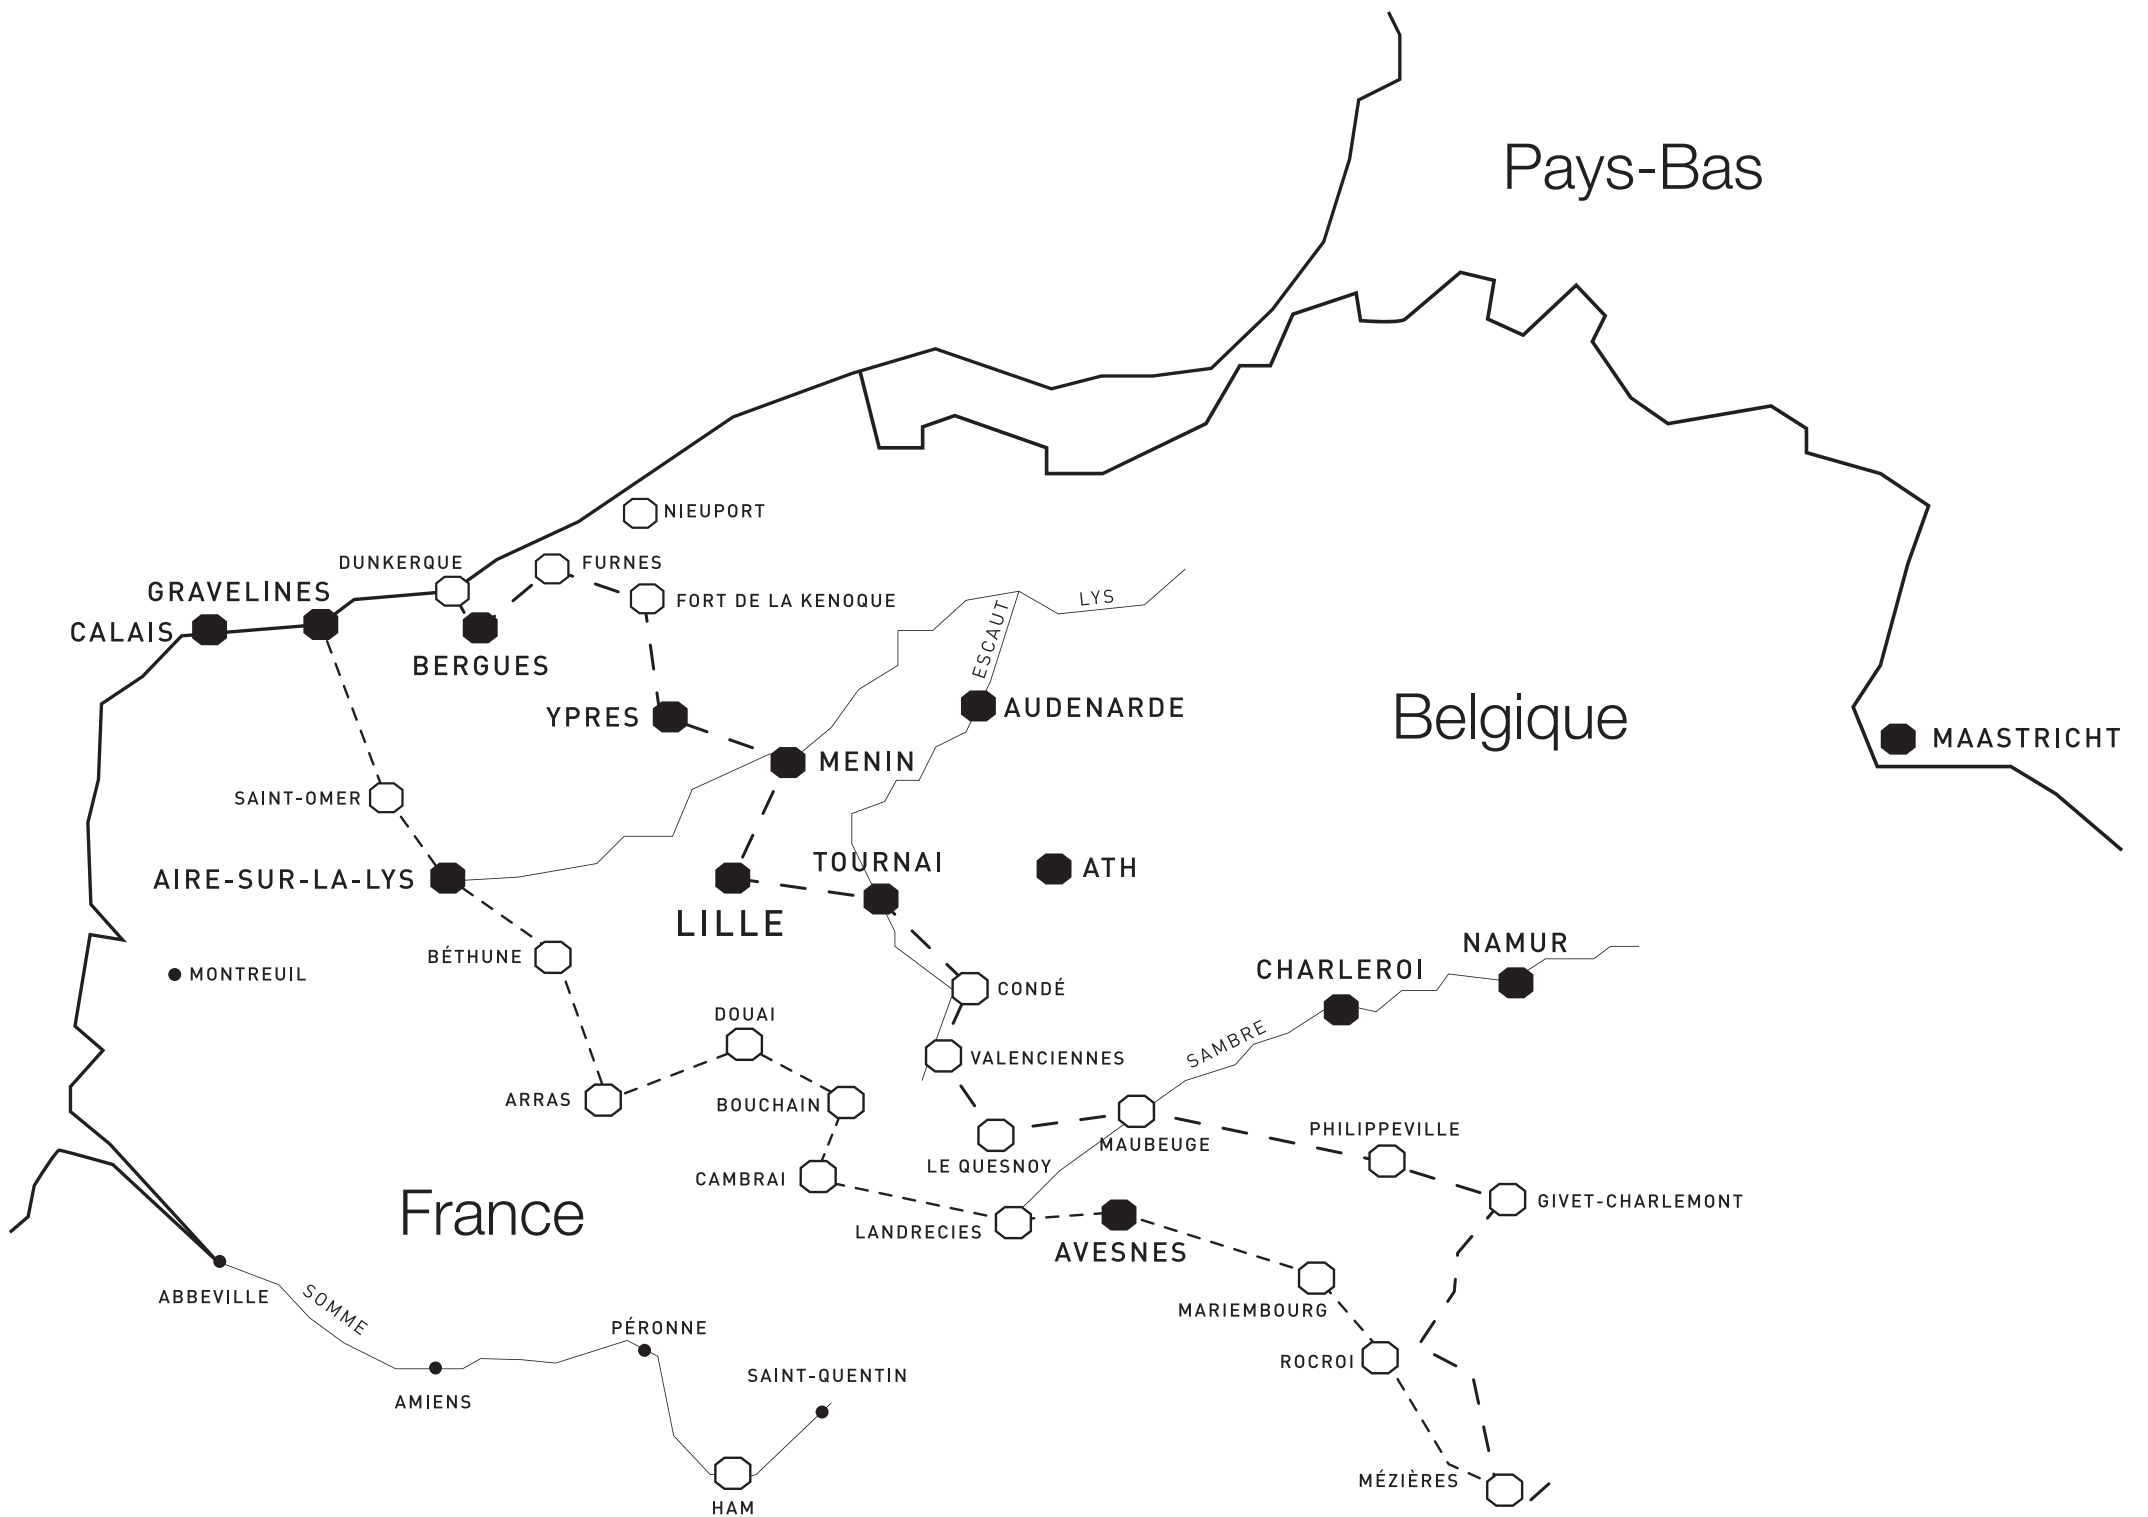 Pays-Bas
NIEUPORT
DUNKERQUE
FURNES
GRAVELINES
FORT DE LA KENOQUE
LYS
CALAIS
ESCAUT
BERGUES
YPRES
AUDENARDE
Belgique
MAASTRICHT
MENIN
SAINT-OMER
TOURNAI
ATH
AIRE-SUR-LA-LYS
LILLE
NAMUR
BÉTHUNE
CHARLEROI
MONTREUIL
CONDÉ
DOUAI
SAMBRE
VALENCIENNES
ARRAS
BOUCHAIN
PHILIPPEVILLE
MAUBEUGE
LE QUESNOY
CAMBRAI
GIVET-CHARLEMONT
France
LANDRECIES
AVESNES
ABBEVILLE
SOMME
MARIEMBOURG
PÉRONNE
ROCROI
SAINT-QUENTIN
AMIENS
MÉZIÈRES
HAM